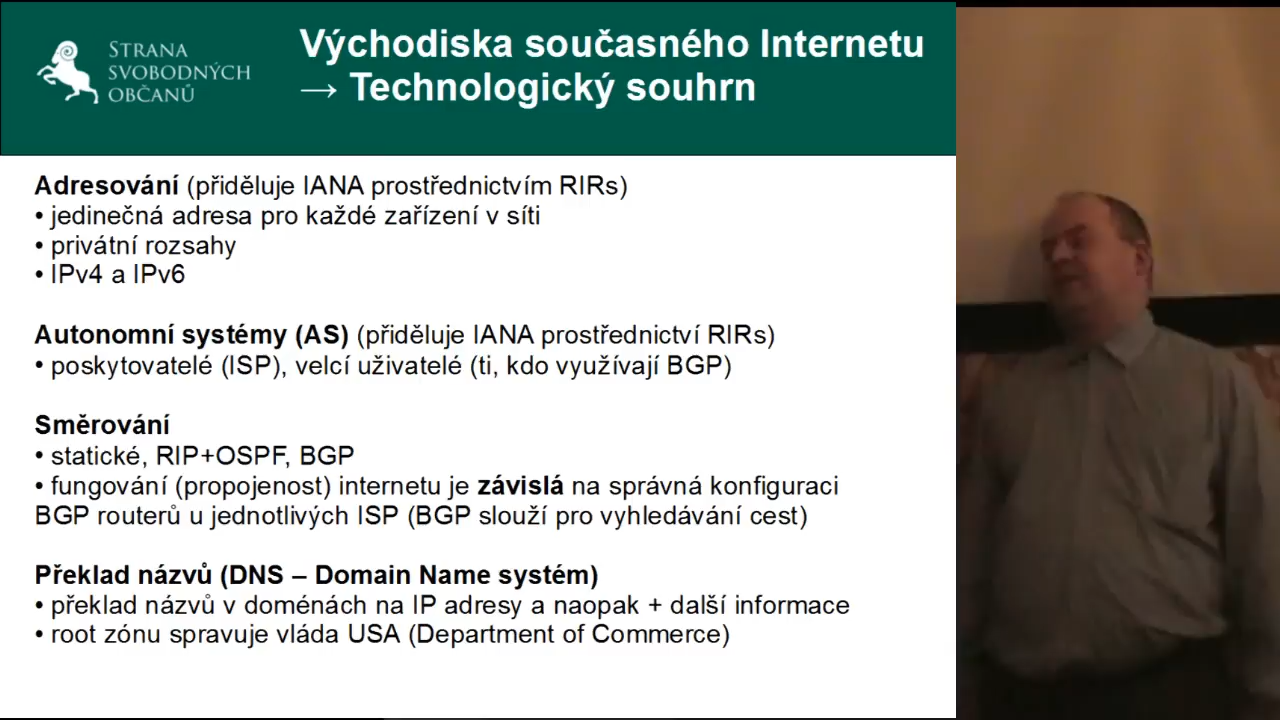 STRANA
SVOBODNÝCH
OBČANŮ
Východiska současného Internetu
→ Technologický souhrn
Adresování (přiděluje IANA prostřednictvím RIRs)
• jedinečná adresa pro každé zařízení v síti
• privátní rozsahy
• IPv4 a IPv6
Autonomní systémy (AS) (přiděluje IANA prostřednictví RIRs)
• poskytovatelé (ISP), velcí uživatelé (ti, kdo využívají BGP)
Směrování
• statické, RIP+OSPF, BGP
• fungování (propojenost) internetu je závislá na správná konfiguraci
BGP routerů u jednotlivých ISP (BGP slouží pro vyhledávání cest)
Překlad názvů (DNS – Domain Name systém)
• překlad názvů v doménách na IP adresy a naopak + další informace
• root zónu spravuje vláda USA (Department of Commerce)